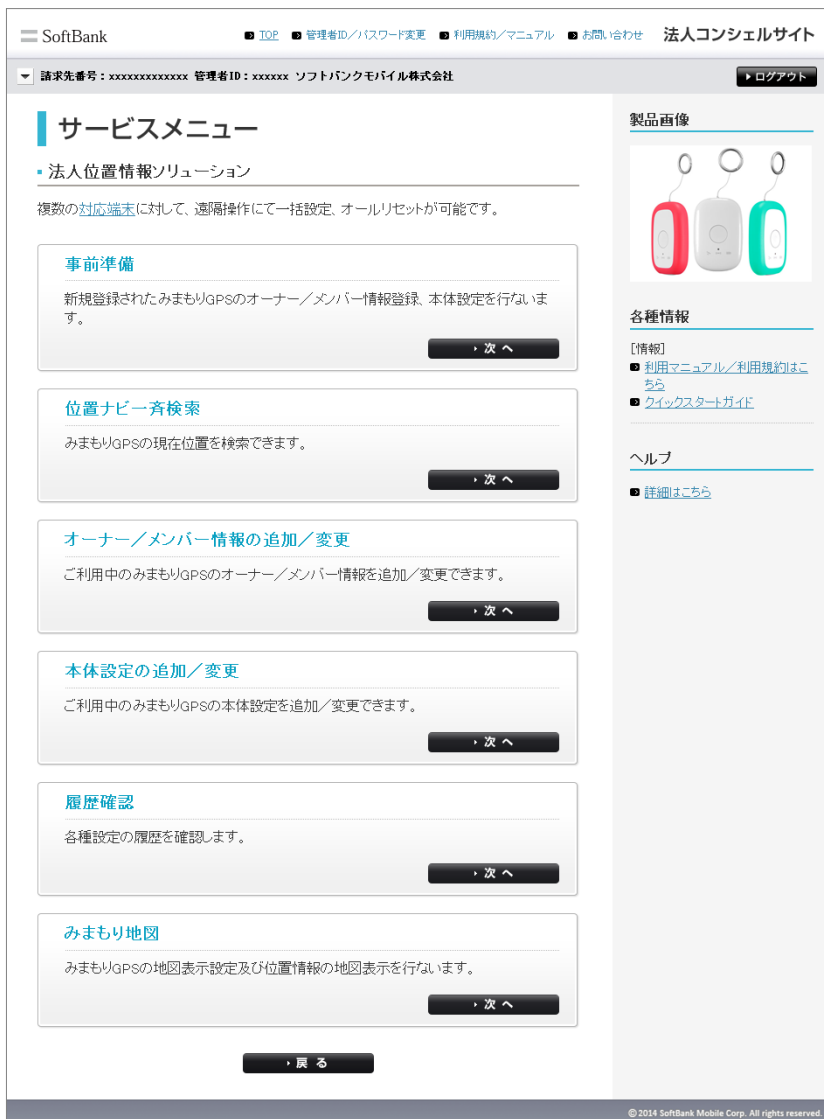 SoftBank
TOP 管理者ID／パスワード変更 利用規約／マニュアル お問い合わせ 法人コンシェルサイト
請求先番号：xxxxxxxxxxxxx 管理者ID：xxxxxx ソフトバンクモバイル株式会社
ログアウト
サービスメニュー
法人位置情報ソリューション
複数の対応端末に対して、遠隔操作にて一括設定、オールリセットが可能です。
事前準備
新規登録されたみまもりGPSのオーナー／メンバー情報登録、本体設定を行ないま
す。
次へ
位置ナビ一斉検索
みまもりGPSの現在位置を検索できます。
次へ
オーナー／メンバー情報の追加／変更
ご利用中のみまもりGPSのオーナー／メンバー情報を追加／変更できます。
次へ
本体設定の追加／変更
ご利用中のみまもりGPSの本体設定を追加／変更できます。
次へ
履歴確認
各種設定の履歴を確認します。
次へ
みまもり地図
みまもりGPSの地図表示設定及び位置情報の地図表示を行ないます。
次へ
戻る
製品画像
各種情報
[情報]
利用マニュアル／利用規約はこ
ちら
クイックスタートガイド
ヘルプ
詳細はこちら
© 2014 SoftBank Mobile Corp. All rights reserved